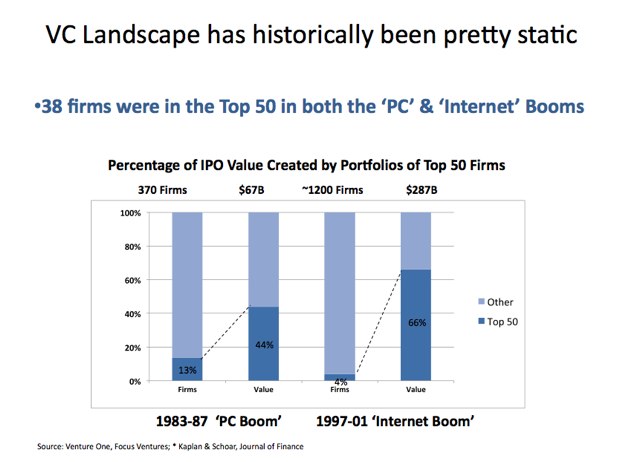 VC Landscape has historically been pretty static
•38 firms were in the Top 50 in both the ‘PC’ & ‘Internet’ Booms
Percentage of IPO Value Created by Portfolios of Top 50 Firms
370 Firms $67B ~1200 Firms $287B
100%
80%
60%
40%
20%
0%
13%
44%
4%
66%
Other
Top 50
Firms Value Firms Value
1983-87 ‘PC Boom’ 1997-01 ‘Internet Boom’
Source: Venture One, Focus Ventures; * Kaplan & Schoar, Journal of Finance